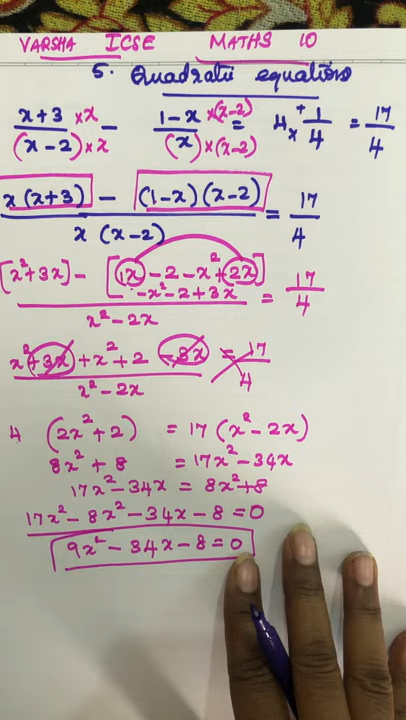 VARSHA ICSE MATHS 10
5. Quadratic equations
x+3 ×x / (x-2) ×x - 1-x ×(x-2) / (x) ×(x-2) = 4 × + 1/4 = 17/4
x(x+3) - (1-x)(x-2) / x(x-2) = 17/4
[x²+3x] - [1x-2-x²+2x] = 17/4
-x²-2+3x
x²-2x
x²+3x+x²+2-3x / x²-2x = 17/4
4 (2x²+2) = 17(x²-2x)
8x²+8 = 17x²-34x
17x²-34x = 8x²+8
17x²-8x²-34x-8=0
9x²-34x-8=0